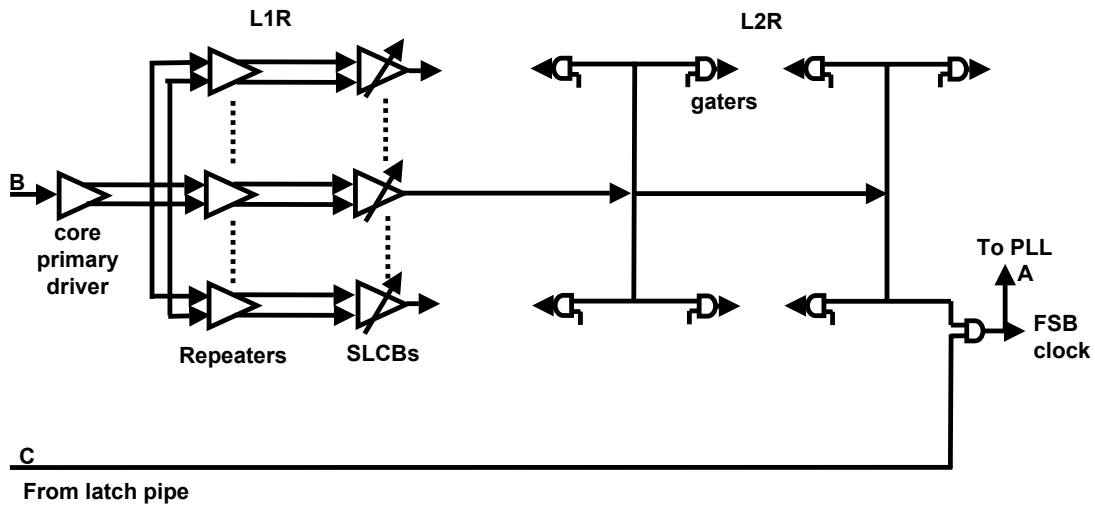 L1R
L2R
gaters
B
core
primary
driver
To PLL
A
FSB
clock
Repeaters
SLCBs
C
From latch pipe